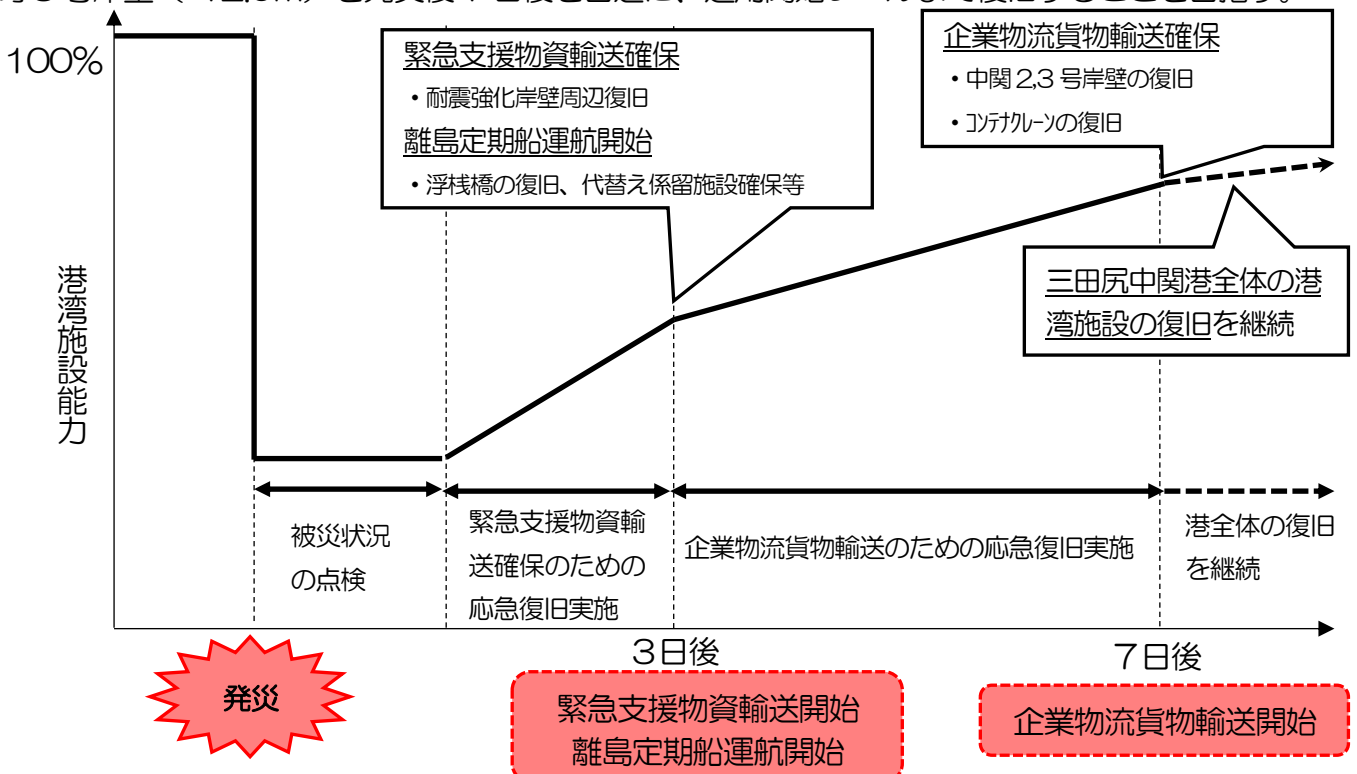 100%
緊急支援物資輸送確保
・耐震強化岸壁周辺復旧
離島定期船運航開始
・浮桟橋の復旧、代替え係留施設確保等
企業物流貨物輸送確保
・中関2,3号岸壁の復旧
・コンテナクレーンの復旧
三田尻中関港全体の港
湾施設の復旧を継続
港湾施設能力
被災状況
の点検
緊急支援物資輸
送確保のための
応急復旧実施
企業物流貨物輸送のための応急復旧実施
港全体の復旧
を継続
発災
3日後
7日後
緊急支援物資輸送開始
離島定期船運航開始
企業物流貨物輸送開始